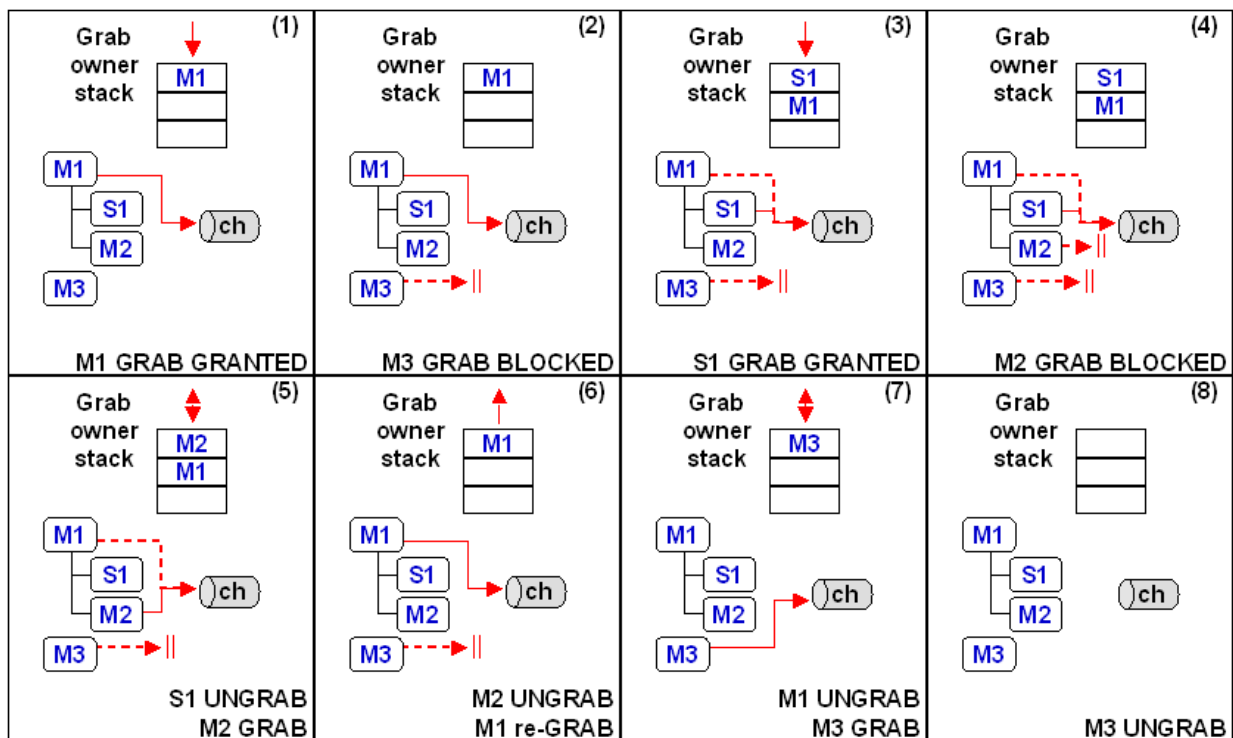 (1)
Grab
owner
stack
M1
M1
S1
ch
M2
M3
M1 GRAB GRANTED
(2)
Grab
owner
stack
M1
M1
S1
ch
M2
M3
M3 GRAB BLOCKED
(3)
Grab
owner
stack
S1
M1
M1
S1
ch
M2
M3
S1 GRAB GRANTED
(4)
Grab
owner
stack
S1
M1
M1
S1
ch
M2
M3
M2 GRAB BLOCKED
(5)
Grab
owner
stack
M2
M1
M1
S1
ch
M2
M3
S1 UNGRAB
M2 GRAB
(6)
Grab
owner
stack
M1
M1
S1
ch
M2
M3
M2 UNGRAB
M1 re-GRAB
(7)
Grab
owner
stack
M3
M1
S1
ch
M2
M3
M1 UNGRAB
M3 GRAB
(8)
Grab
owner
stack
M1
S1
ch
M2
M3
M3 UNGRAB